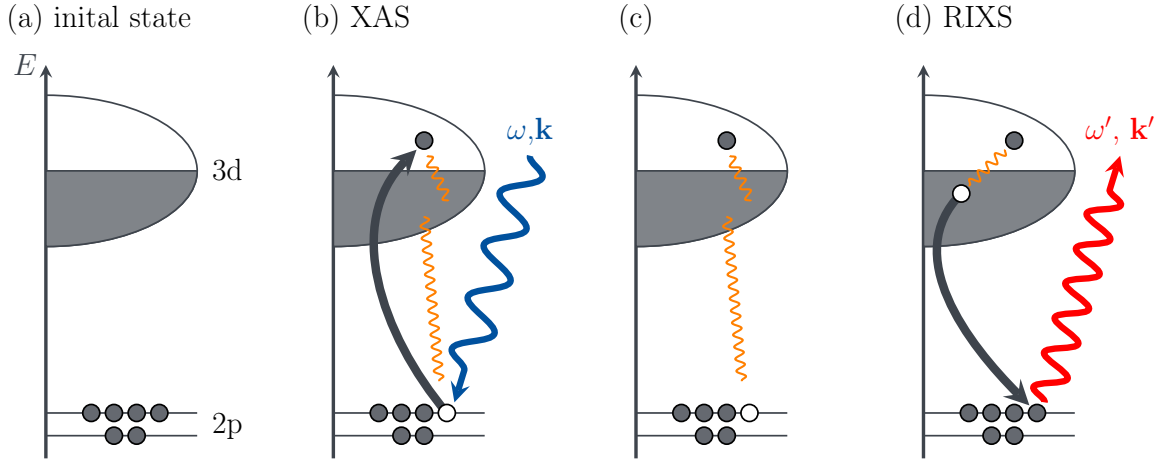 (a) inital state
(b) XAS
(c)
(d) RIXS
E
ω,k
ω′, k′
3d
2p